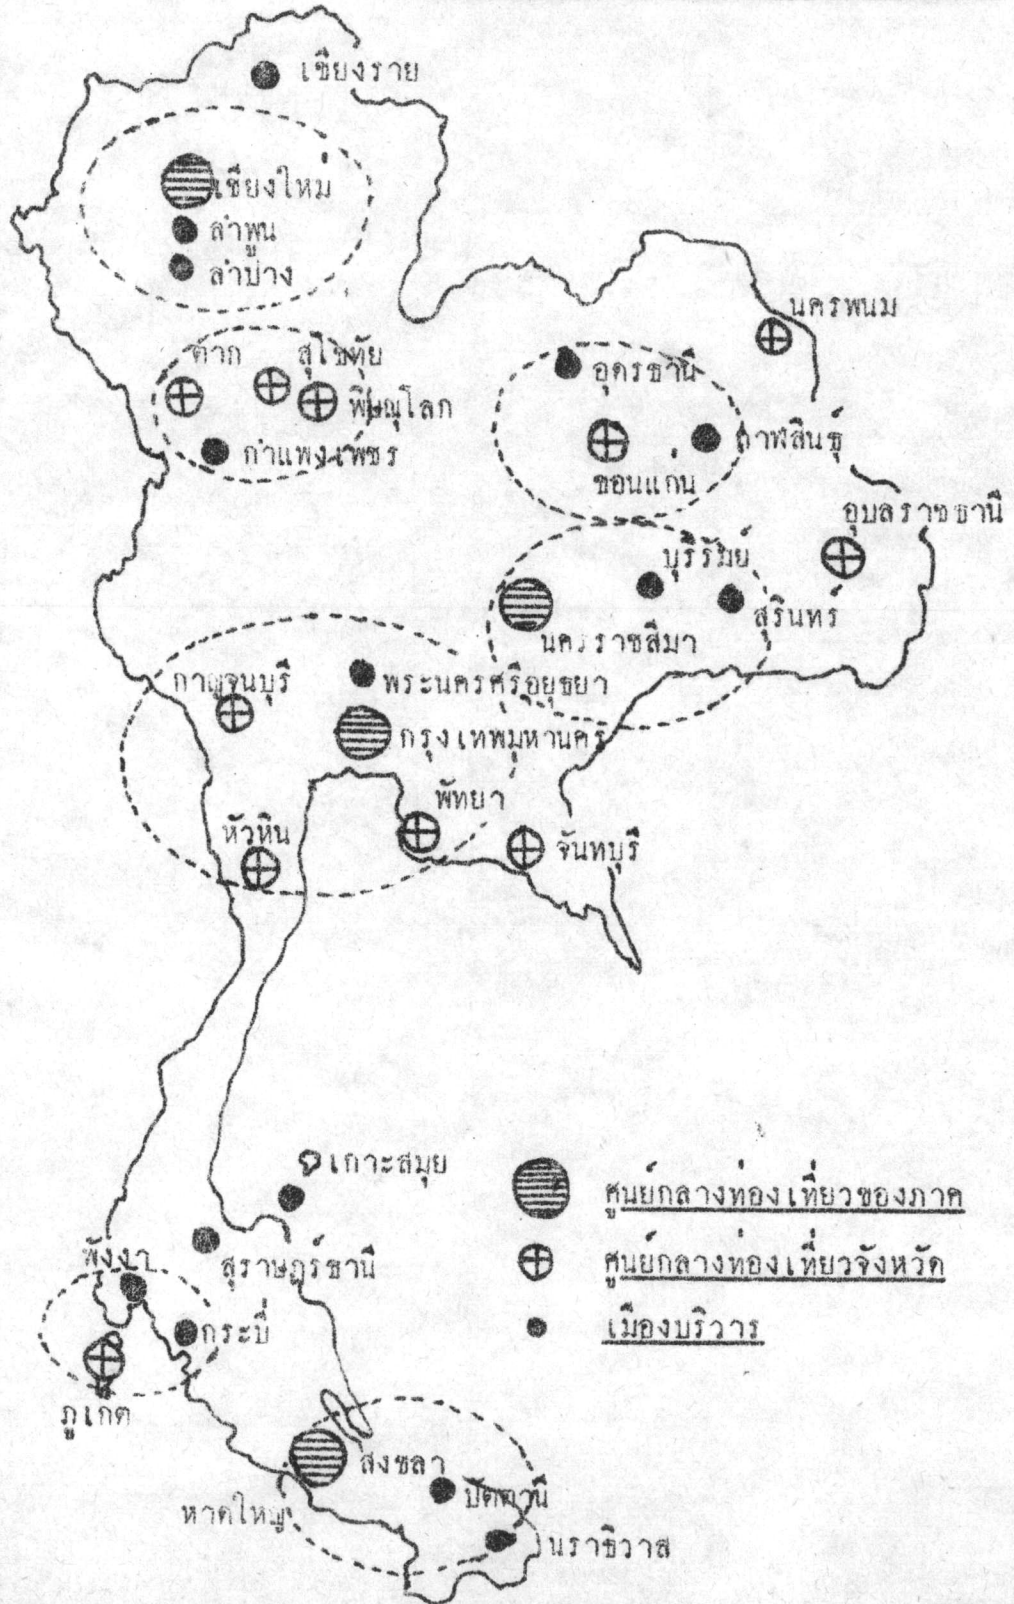 เชียงราย
เชียงใหม่
ลำพูน
ลำปาง
นครพนม
ตาก
สุโขทัย
พิษณุโลก
กำแพงเพ็ชร
อุดรธานี
กาฬสินธุ์
ขอนแก่น
อุบลราชธานี
บุรีรัมย์
สุรินทร์
นครราชสีมา
กาญจนบุรี
พระนครศรีอยุธยา
กรุงเทพมหานคร
พัทยา
หัวหิน
จันทบุรี
เกาะสมุย
สุราษฎร์ธานี
พังงา
กระบี่
ภูเกต
สงขลา
หาดใหญ่
ปัตตานี
นราธิวาส
ศูนย์กลางท่องเที่ยวของภาค
ศูนย์กลางท่องเที่ยวจังหวัด
เมืองบริวาร